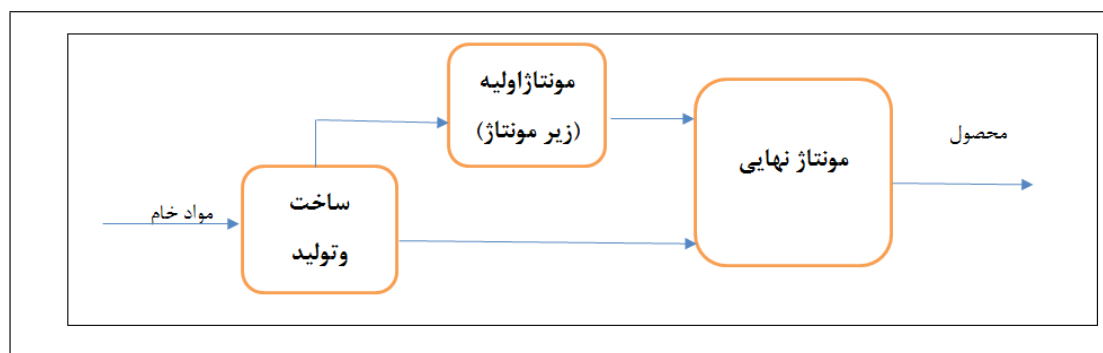 مونتاژاولیه
(زیر مونتاژ)
مونتاژ نهایی
محصول
مواد خام
ساخت
وتولید